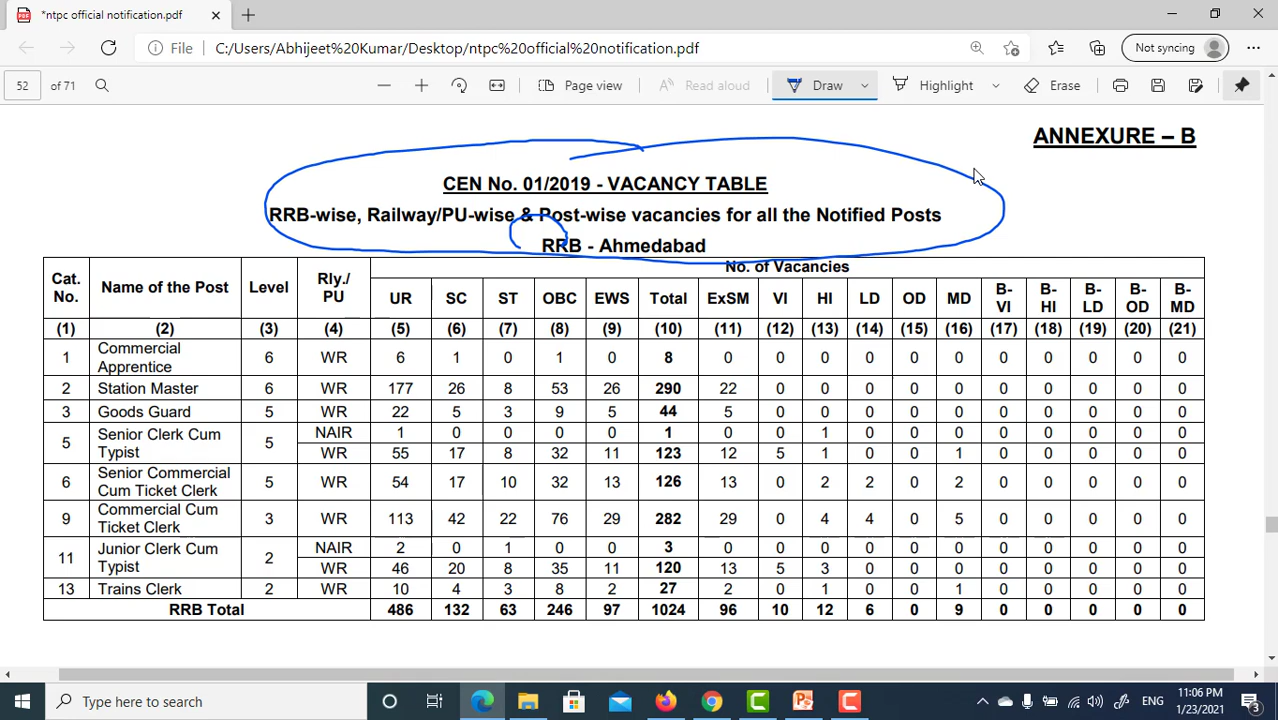 *ntpc official notification.pdf
File C:/Users/Abhijeet%20Kumar/Desktop/ntpc%20official%20notification.pdf Not syncing
52 of 71 Page view Read aloud Draw Highlight Erase
ANNEXURE – B
CEN No. 01/2019 - VACANCY TABLE
RRB-wise, Railway/PU-wise & Post-wise vacancies for all the Notified Posts
RRB - Ahmedabad
Cat. No. Name of the Post Level Rly./ PU No. of Vacancies
UR SC ST OBC EWS Total ExSM VI HI LD OD MD B-VI B-HI B-LD B-OD B-MD
(1) (2) (3) (4) (5) (6) (7) (8) (9) (10) (11) (12) (13) (14) (15) (16) (17) (18) (19) (20) (21)
1 Commercial Apprentice 6 WR 6 1 0 1 0 8 0 0 0 0 0 0 0 0 0 0 0
2 Station Master 6 WR 177 26 8 53 26 290 22 0 0 0 0 0 0 0 0 0 0
3 Goods Guard 5 WR 22 5 3 9 5 44 5 0 0 0 0 0 0 0 0 0 0
5 Senior Clerk Cum Typist 5 NAIR 1 0 0 0 0 1 0 0 1 0 0 0 0 0 0 0 0
WR 55 17 8 32 11 123 12 5 1 0 0 1 0 0 0 0 0
6 Senior Commercial Cum Ticket Clerk 5 WR 54 17 10 32 13 126 13 0 2 2 0 2 0 0 0 0 0
9 Commercial Cum Ticket Clerk 3 WR 113 42 22 76 29 282 29 0 4 4 0 5 0 0 0 0 0
11 Junior Clerk Cum Typist 2 NAIR 2 0 1 0 0 3 0 0 0 0 0 0 0 0 0 0 0
WR 46 20 8 35 11 120 13 5 3 0 0 0 0 0 0 0 0
13 Trains Clerk 2 WR 10 4 3 8 2 27 2 0 1 0 0 1 0 0 0 0 0
RRB Total 486 132 63 246 97 1024 96 10 12 6 0 9 0 0 0 0 0
Type here to search ENG 11:06 PM
1/23/2021 3